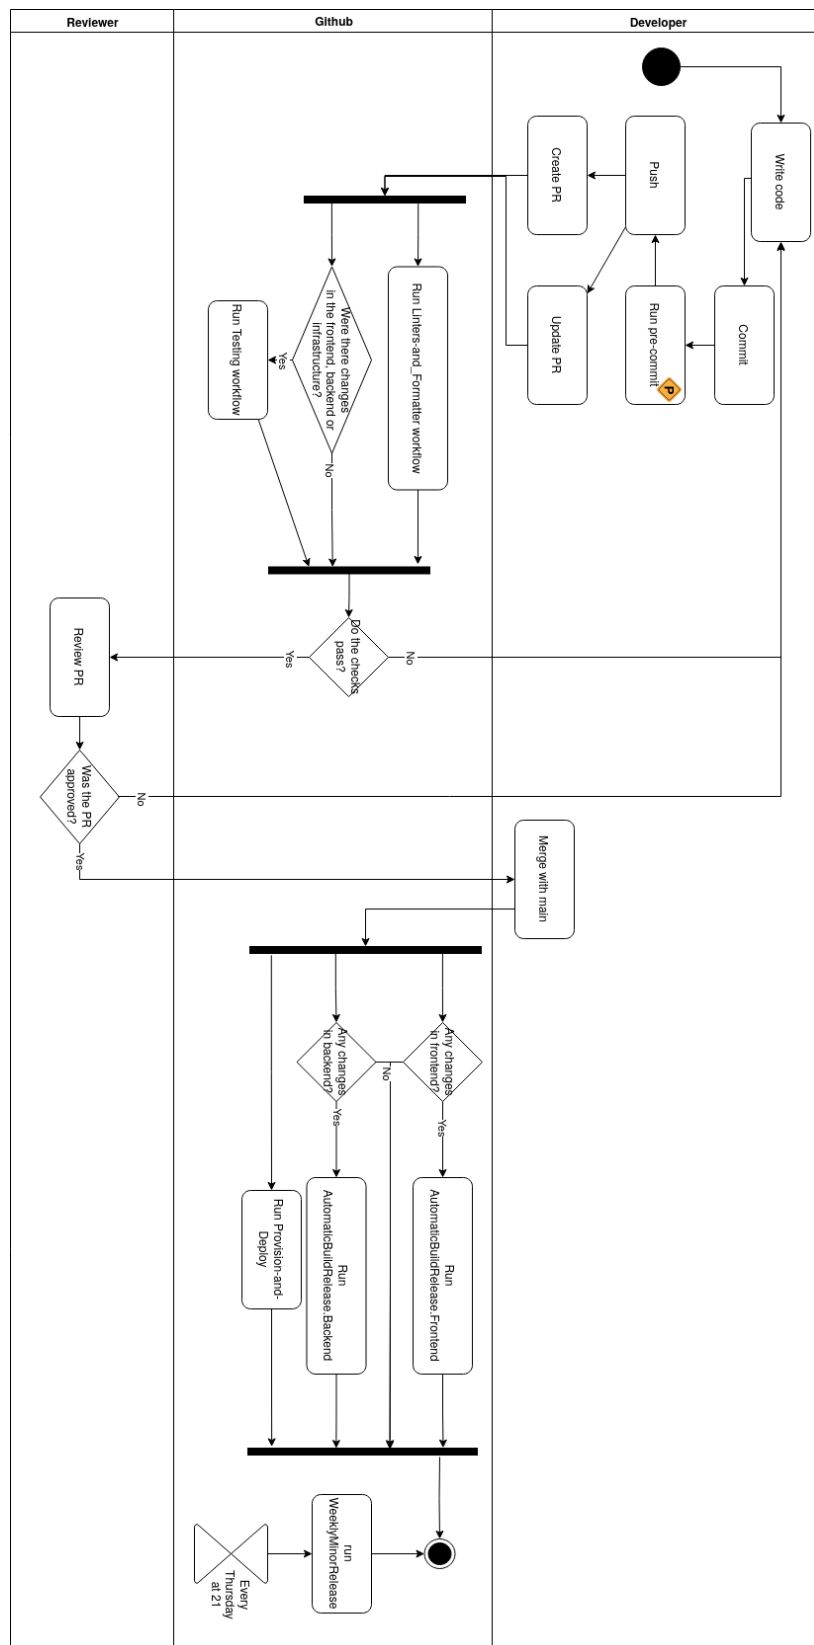 Reviewer
Github
Developer
Write code
Commit
Run pre-commit
P
Push
Create PR
Update PR
Run Linters-and_Formatter workflow
Were there changes
in the frontend, backend or
infrastructure?
Yes
No
Run Testing workflow
Do the checks
pass?
No
Yes
Review PR
Was the PR
approved?
No
Yes
Merge with main
Any changes
in frontend?
Any changes
in backend?
No
Yes
Yes
Run
AutomaticBuildRelease.Frontend
Run
AutomaticBuildRelease.Backend
Run Provision-and-
Deploy
run
WeeklyMinorRelease
Every
Thursday
at 21